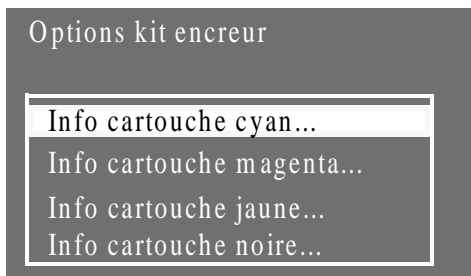 Options kit encreur
Info cartouche cyan...
Info cartouche magenta...
Info cartouche jaune...
Info cartouche noire...